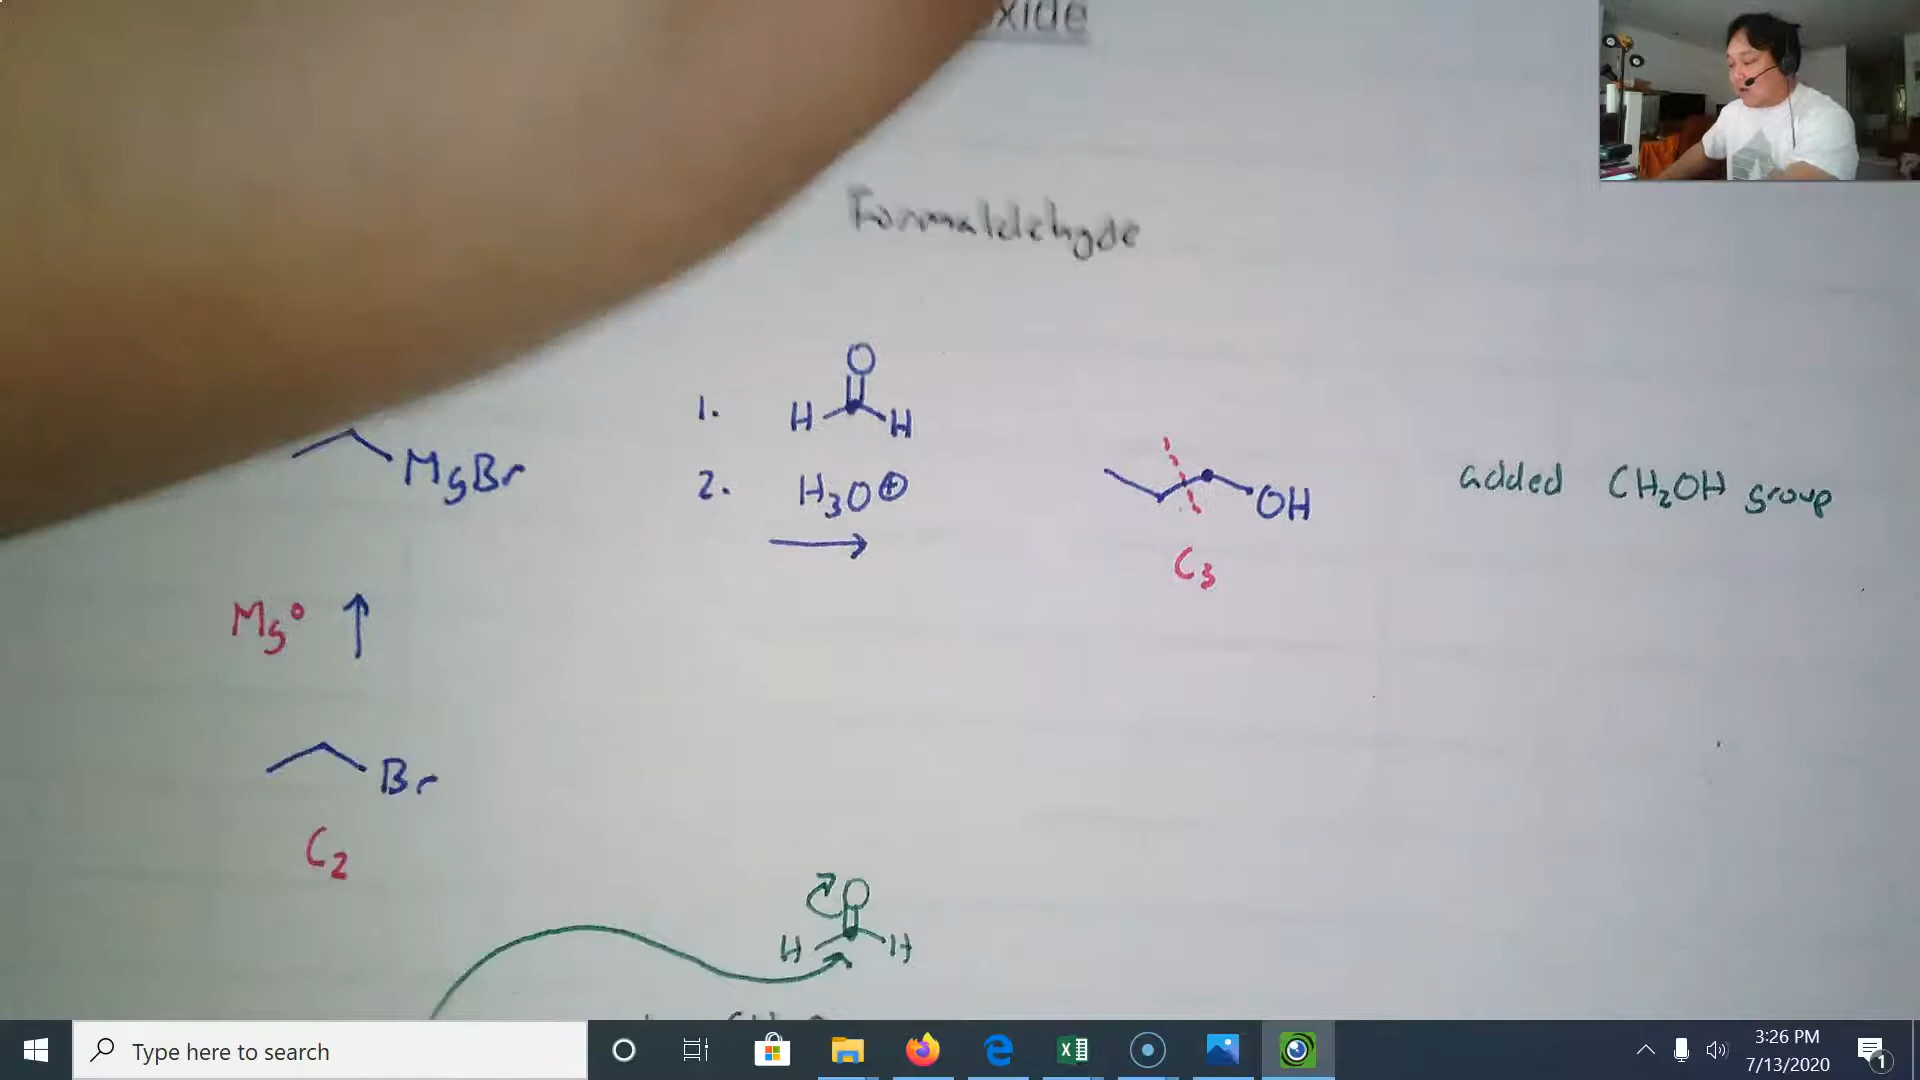 xide
Formaldehyde
O
1. H H
MgBr
2. H3O⊕
OH
added CH2OH group
C3
Mg°
Br
C2
O
H H
Type here to search
3:26 PM
7/13/2020
1